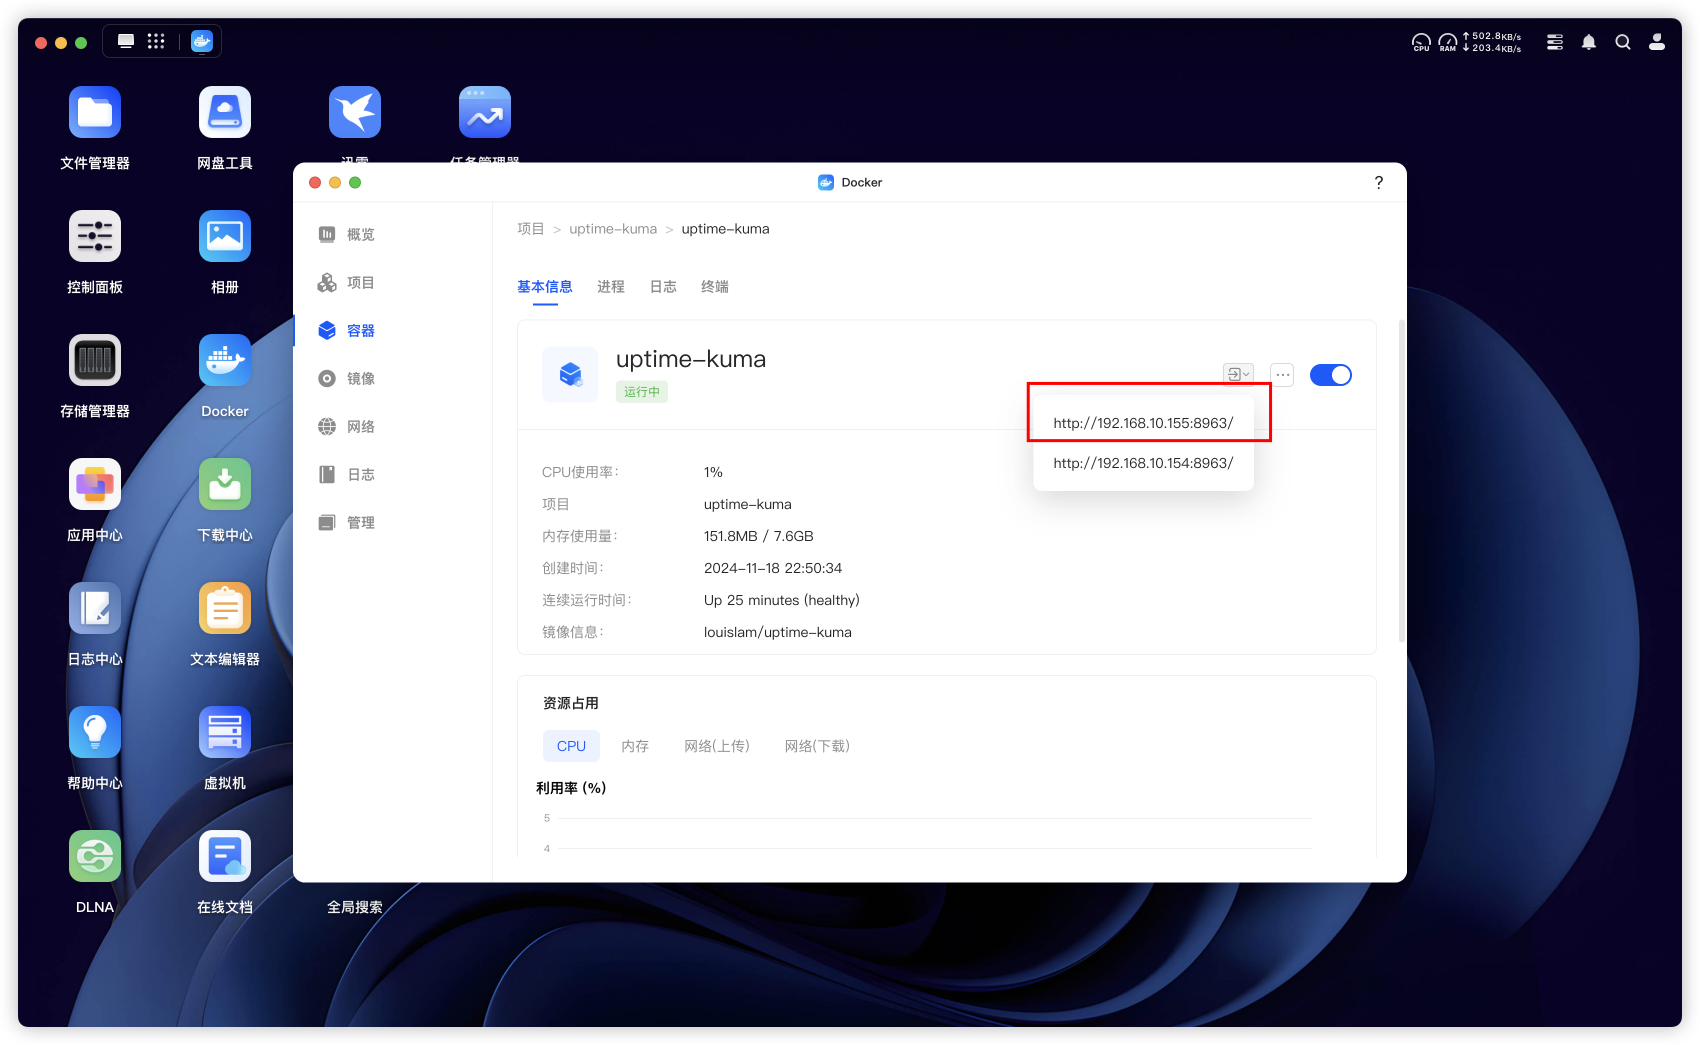 CPU RAM 502.8KB/s
203.4KB/s
文件管理器 网盘工具 迅雷 任务管理器
控制面板 相册
存储管理器 Docker
应用中心 下载中心
日志中心 文本编辑器
帮助中心 虚拟机
DLNA 在线文档 全局搜索
Docker ?
概览
项目
容器
镜像
网络
日志
管理
项目 > uptime-kuma > uptime-kuma
基本信息 进程 日志 终端
uptime-kuma
运行中
http://192.168.10.155:8963/
http://192.168.10.154:8963/
CPU使用率: 1%
项目 uptime-kuma
内存使用量: 151.8MB / 7.6GB
创建时间: 2024-11-18 22:50:34
连续运行时间: Up 25 minutes (healthy)
镜像信息: louislam/uptime-kuma
资源占用
CPU 内存 网络(上传) 网络(下载)
利用率 (%)
5
4